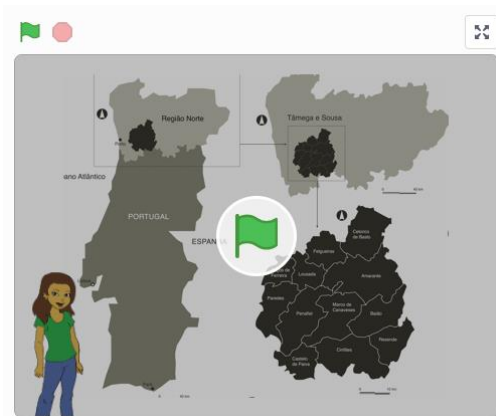 Região Norte
Tâmega e Sousa
ano Atlântico
PORTUGAL
Celorico
de Basto
Felgueiras
Lousada
Amarante
Paredes
Penafiel
Marco de
Canaveses
Baião
Resende
Cinfães
Castelo
de Paiva